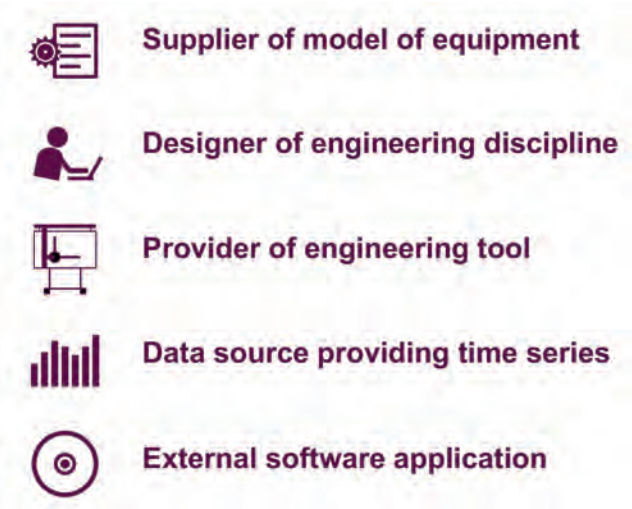 Supplier of model of equipment
Designer of engineering discipline
Provider of engineering tool
Data source providing time series
External software application